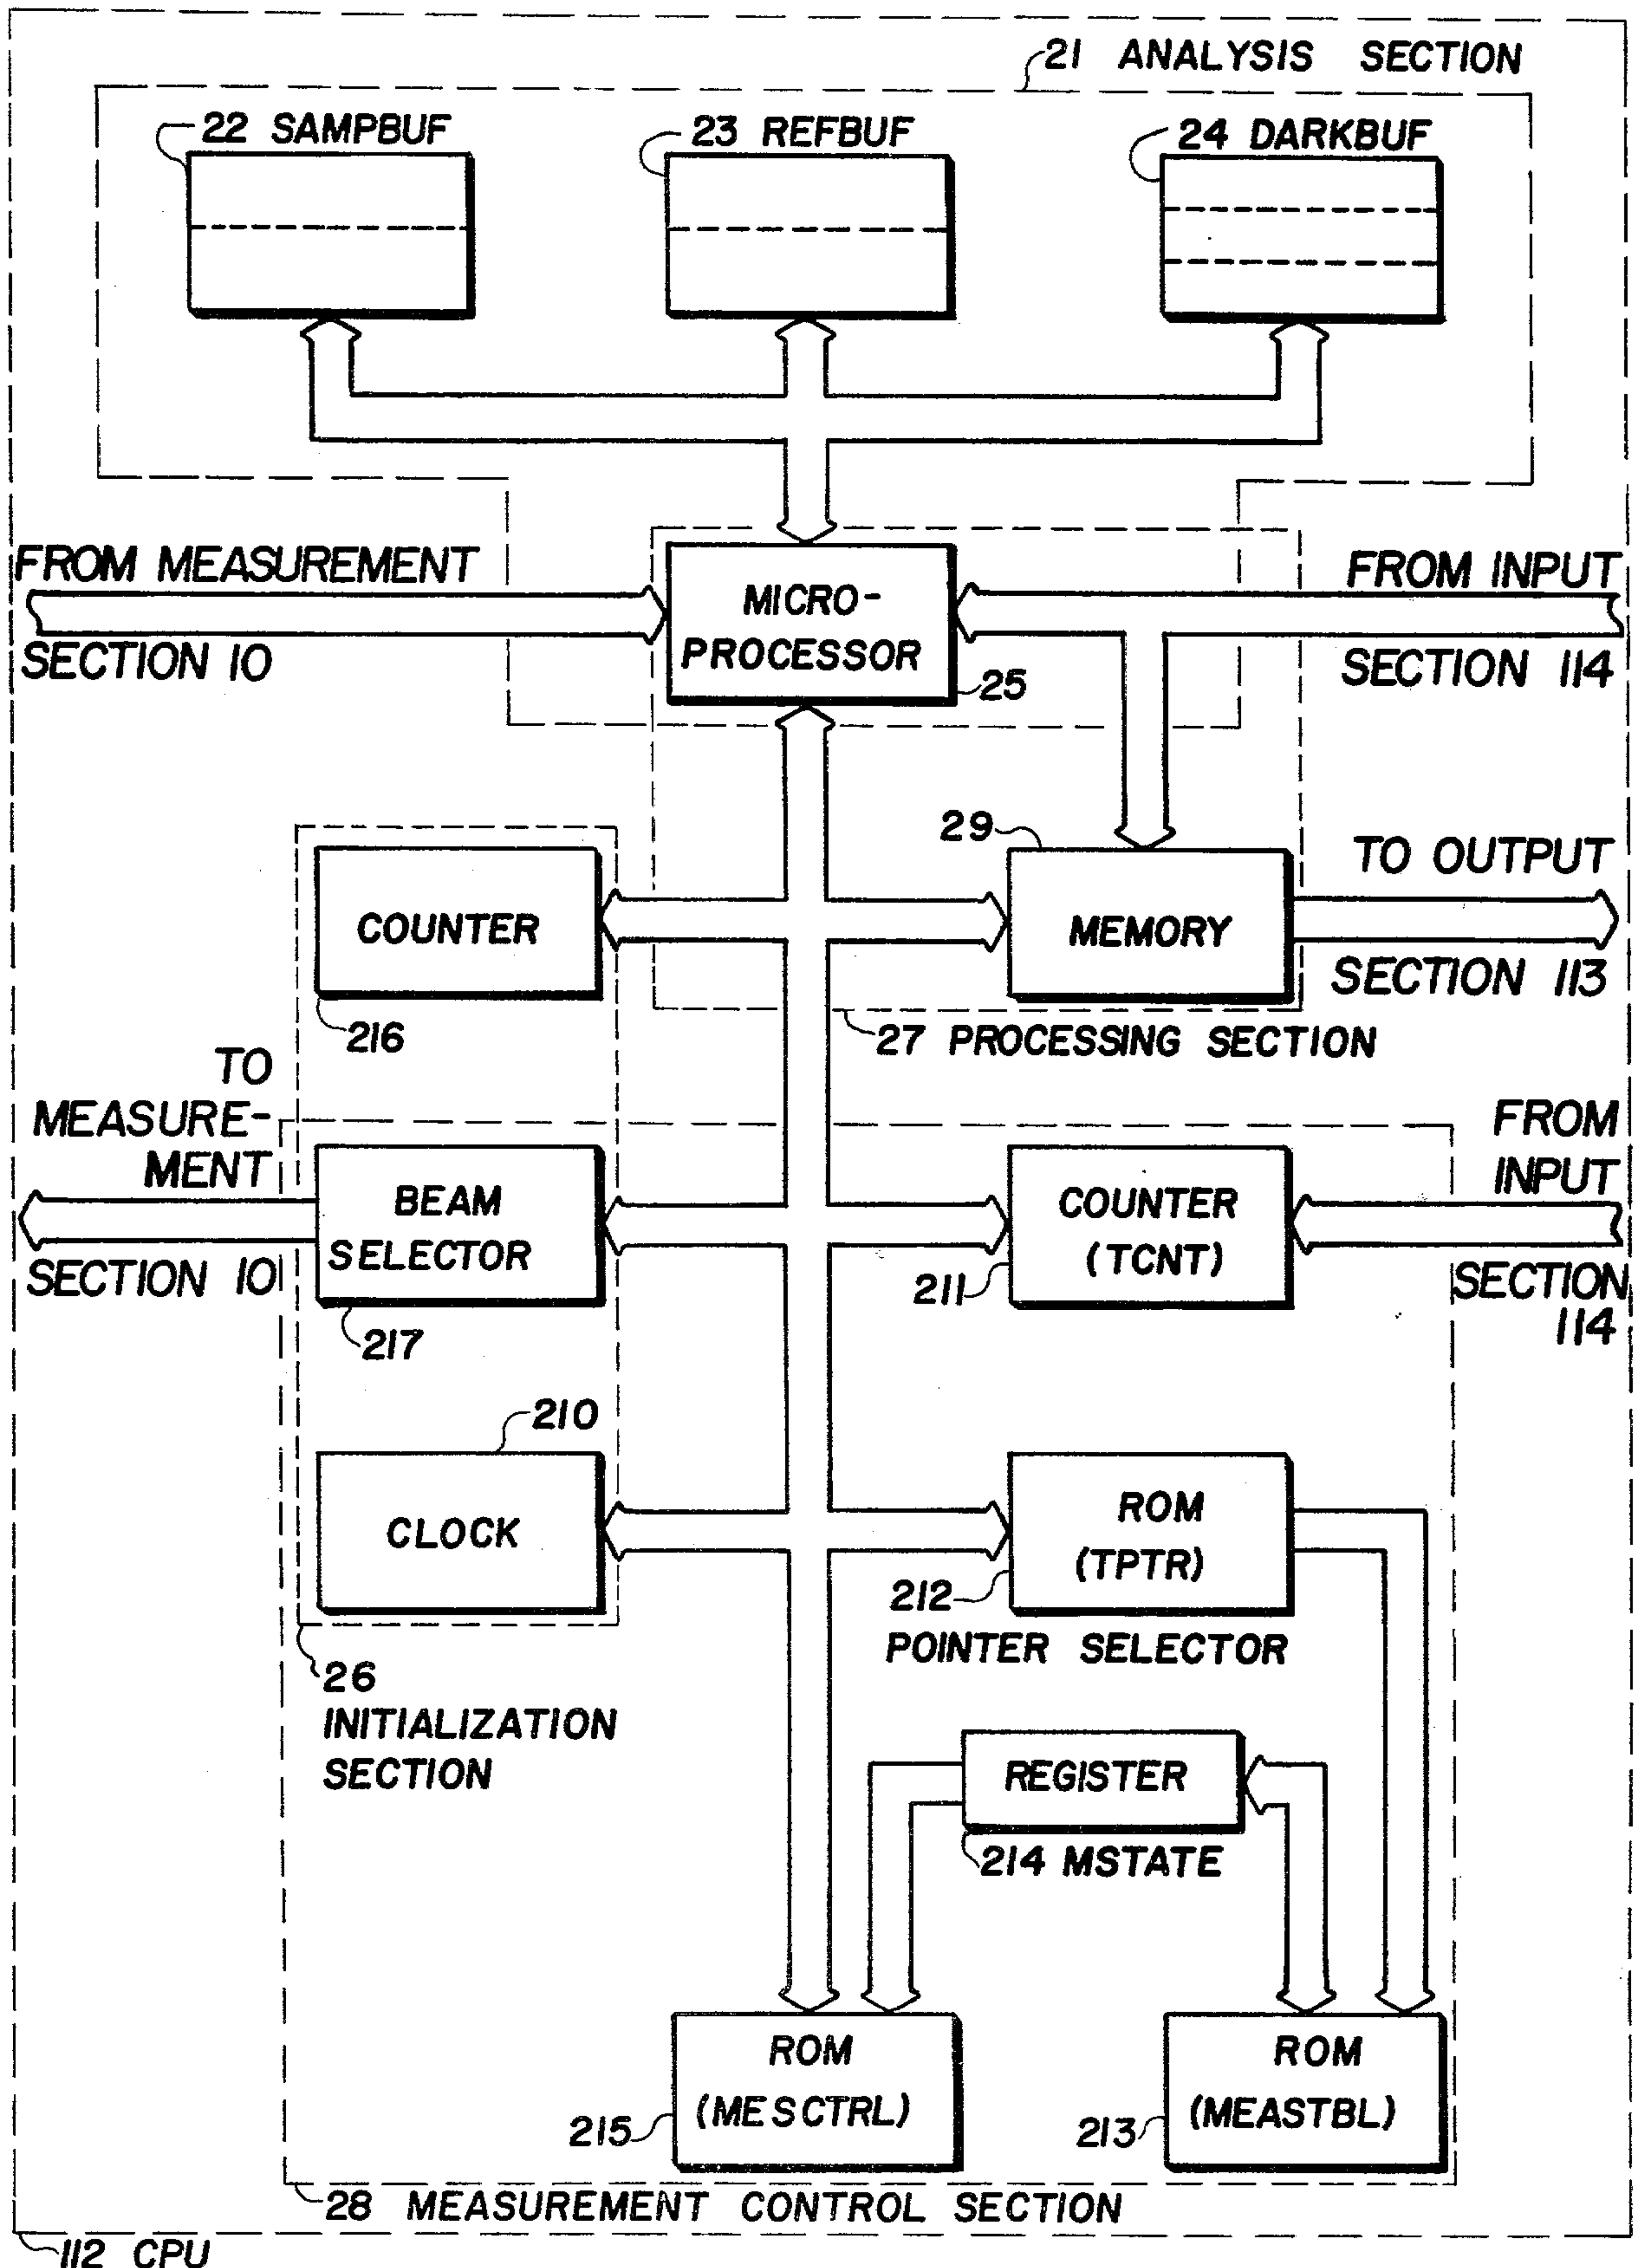 21 ANALYSIS SECTION
22 SAMPBUF
23 REFBUF
24 DARKBUF
FROM MEASUREMENT
SECTION 10
MICRO-
PROCESSOR
25
FROM INPUT
SECTION 114
COUNTER
216
29
MEMORY
TO OUTPUT
SECTION 113
27 PROCESSING SECTION
TO
MEASURE-
MENT
SECTION 10
BEAM
SELECTOR
217
COUNTER
(TCNT)
211
FROM
INPUT
SECTION
114
210
CLOCK
ROM
(TPTR)
212
POINTER SELECTOR
26
INITIALIZATION
SECTION
REGISTER
214 MSTATE
ROM
(MESCTRL)
215
ROM
(MEASTBL)
213
28 MEASUREMENT CONTROL SECTION
112 CPU